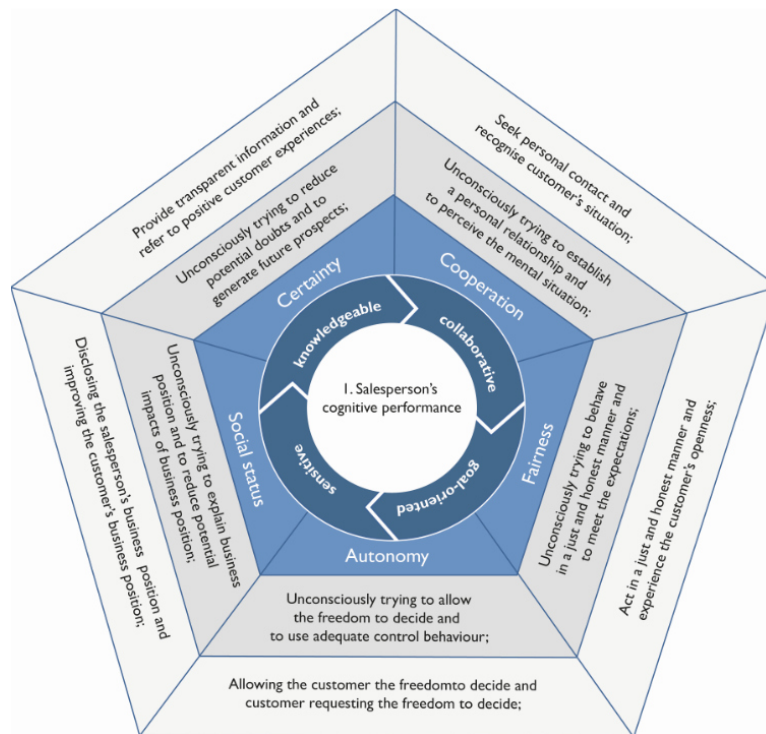 Provide transparent information and
refer to positive customer experiences;
Seek personal contact and
recognise customer's situation;
Unconsciously trying to reduce
potential doubts and to
generate future prospects;
Unconsciously trying to establish
a personal relationship and
to perceive the mental situation;
Certainty
Cooperation
knowledgeable
collaborative
1. Salesperson's
cognitive performance
sensitive
goal-oriented
Social status
Fairness
Autonomy
Disclosing the salesperson's business position and
improving the customer's business position;
Unconsciously trying to explain business
position and to reduce potential
impacts of business position;
Unconsciously trying to behave
in a just and honest manner and
to meet the expectations;
Act in a just and honest manner and
experience the customer's openness;
Unconsciously trying to allow
the freedom to decide and
to use adequate control behaviour;
Allowing the customer the freedomto decide and
customer requesting the freedom to decide;